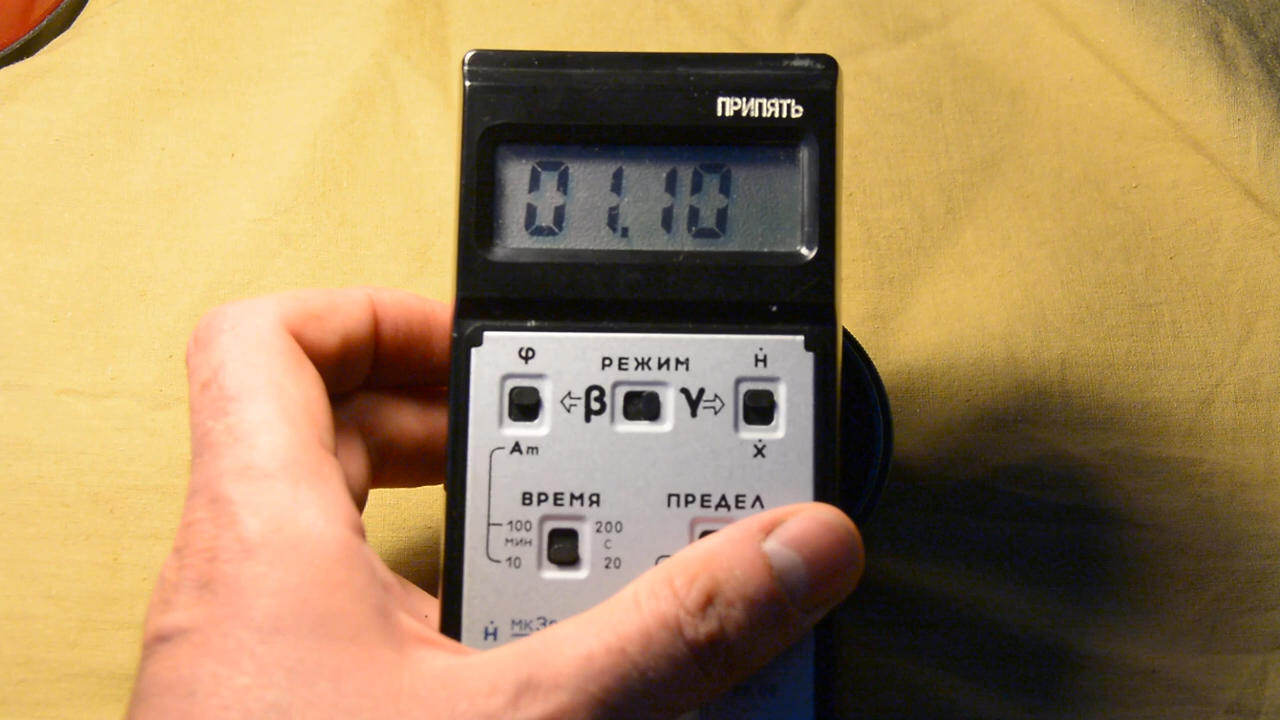 ПРИПЯТЬ
01.10
φ РЕЖИМ Ḣ
⇦β γ⇨
Am Ẋ
ВРЕМЯ ПРЕДЕЛ
100 200
МИН С
10 20
Ḣ